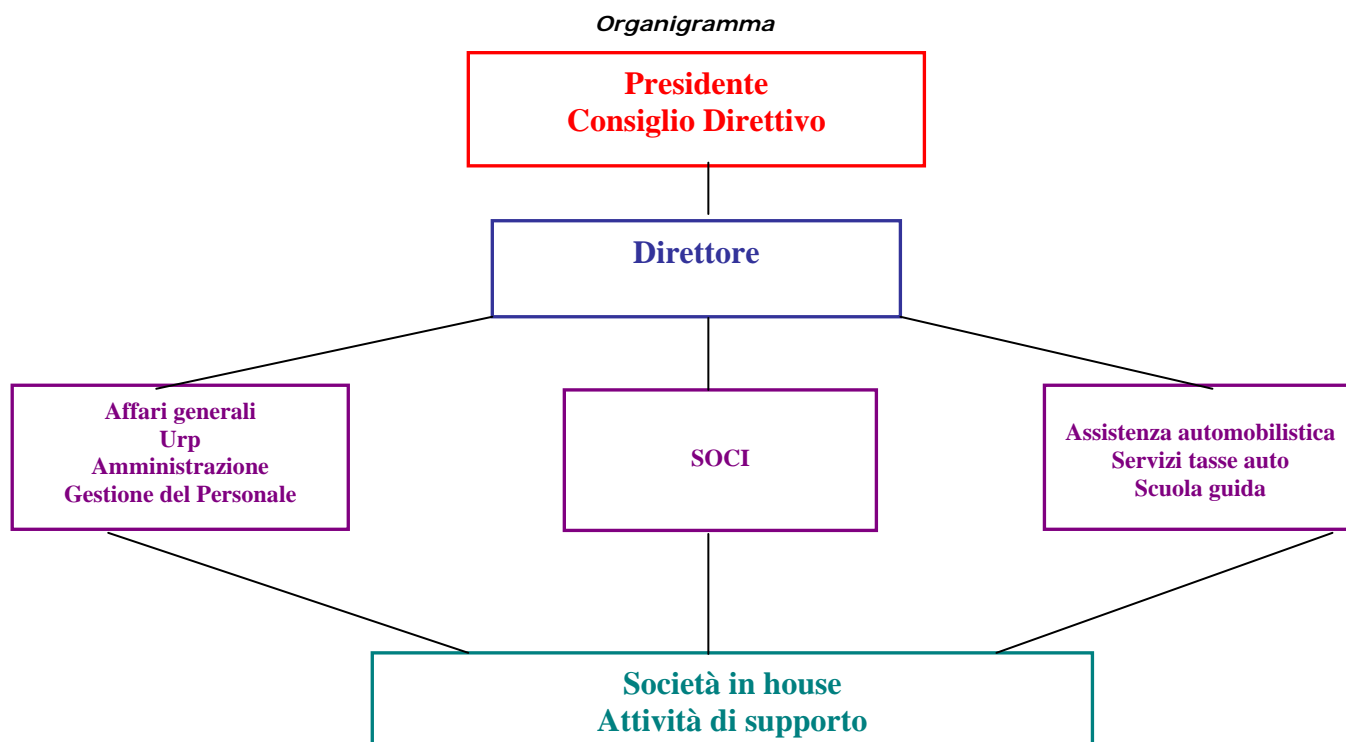 Organigramma
Presidente
Consiglio Direttivo
Direttore
Affari generali
Urp
Amministrazione
Gestione del Personale
SOCI
Assistenza automobilistica
Servizi tasse auto
Scuola guida
Società in house
Attività di supporto